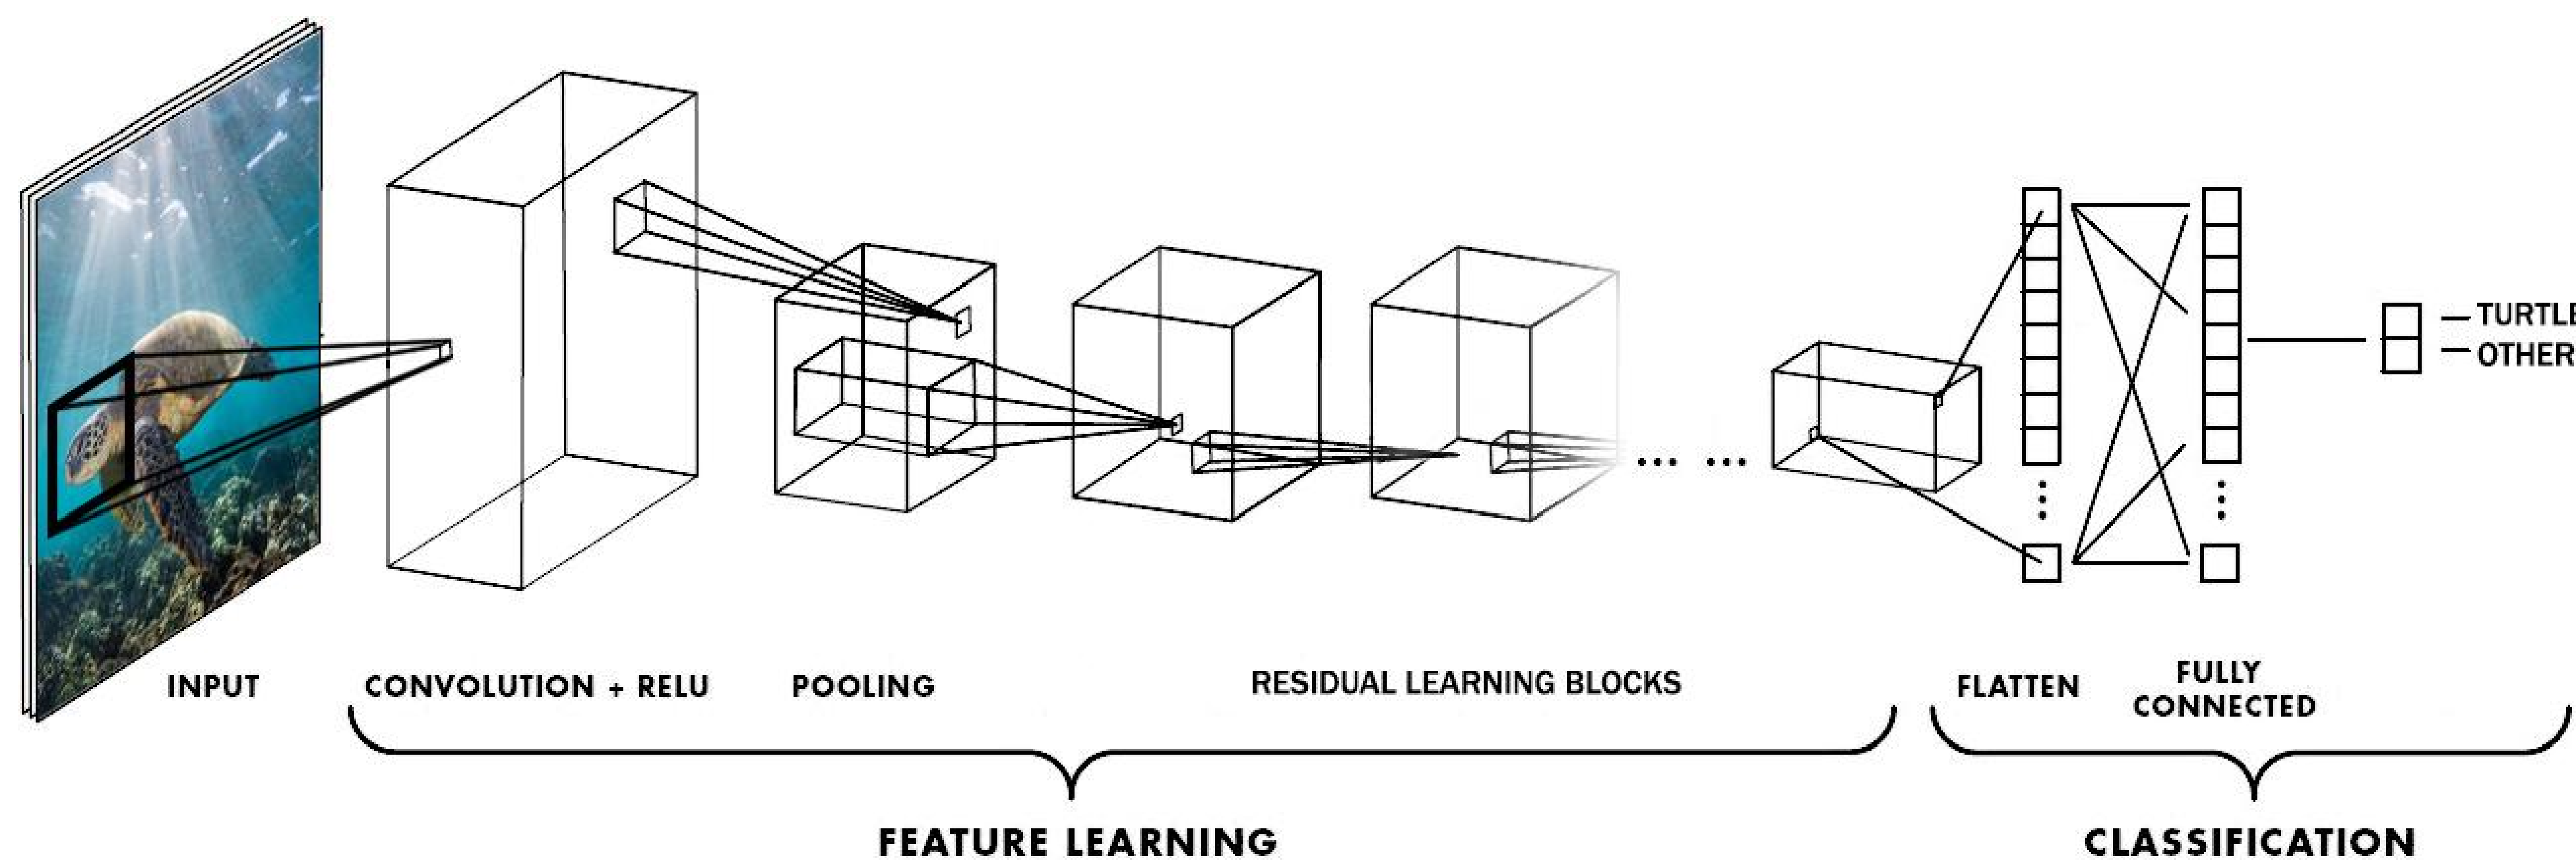 TURTLE
OTHER
INPUT
CONVOLUTION + RELU
POOLING
RESIDUAL LEARNING BLOCKS
FLATTEN
FULLY
CONNECTED
FEATURE LEARNING
CLASSIFICATION